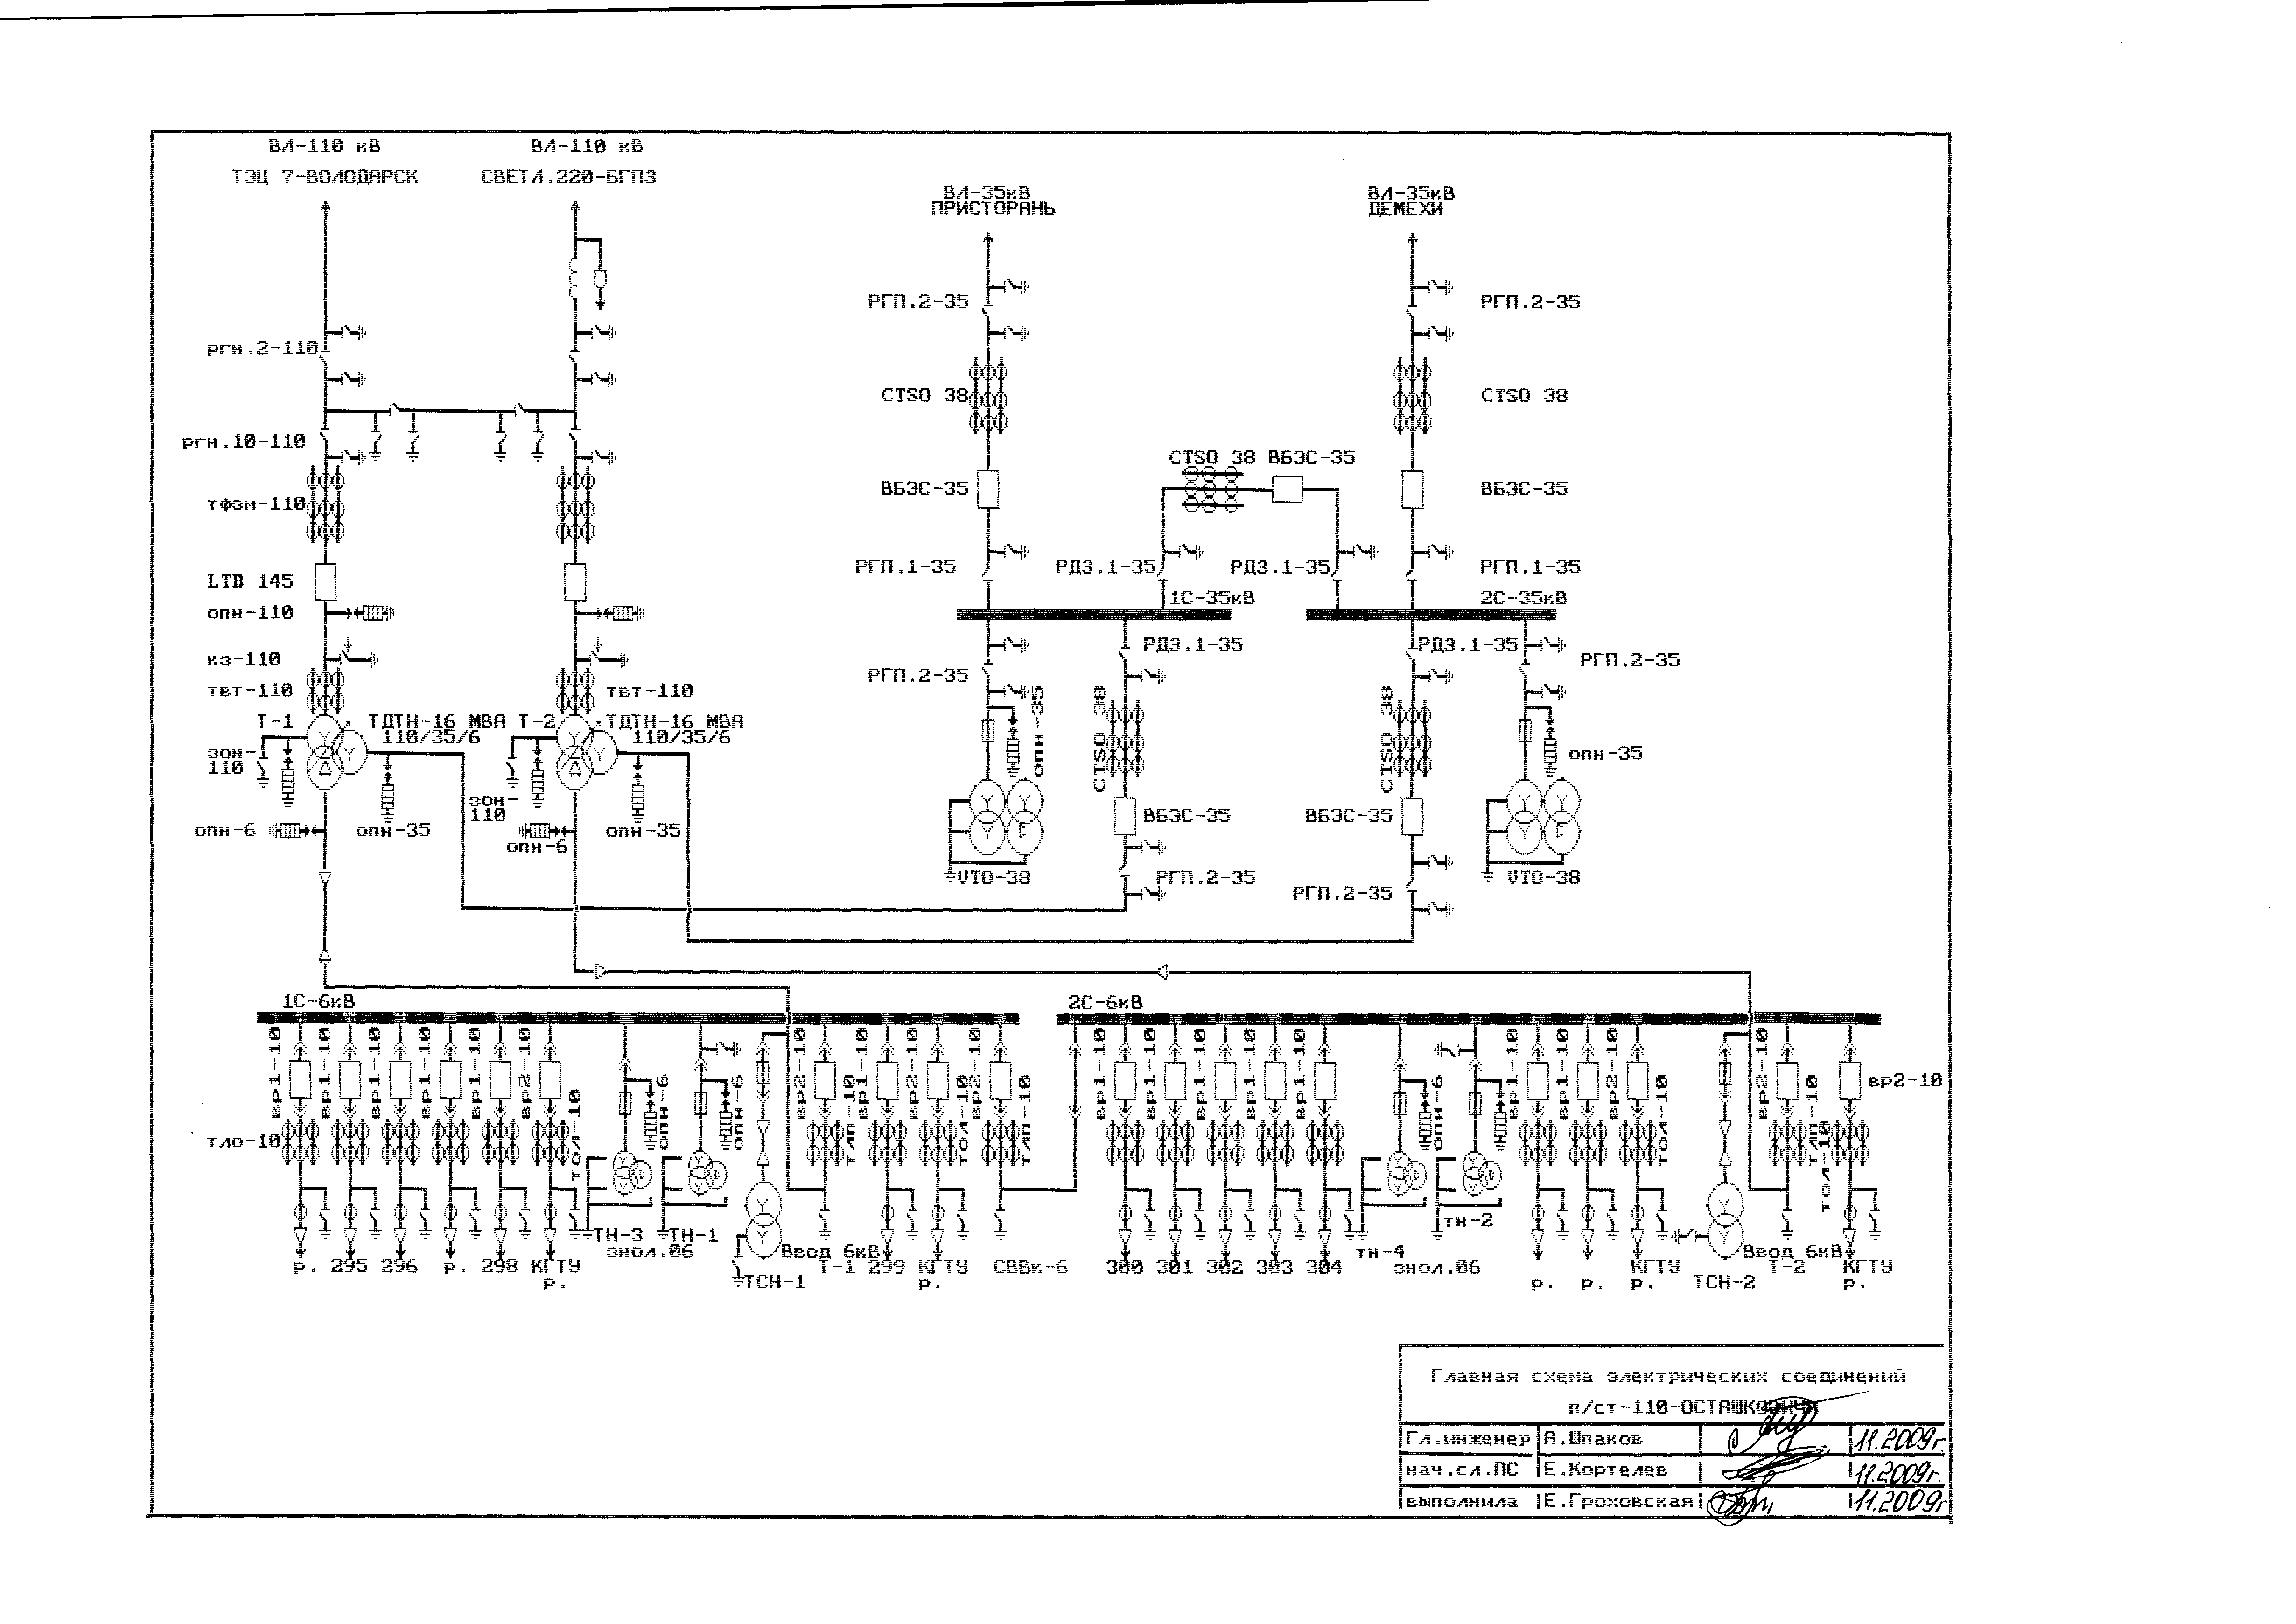 ВЛ-110 кВ
ТЭЦ 7-ВОЛОДАРСК
ВЛ-110 кВ
СВЕТЛ.220-БГПЗ
ВЛ-35кВ
ПРИСТОРАНЬ
ВЛ-35кВ
ДЕМЕХИ
РГП.2-35
РГП.2-35
ргн.2-110
CTSO 38
CTSO 38
ргн.10-110
CTSO 38 ВБЭС-35
тфзм-110
ВБЭС-35
ВБЭС-35
LTB 145
РГП.1-35
РДЗ.1-35
РДЗ.1-35
РГП.1-35
опн-110
1С-35кВ
2С-35кВ
кз-110
РДЗ.1-35
РДЗ.1-35
РГП.2-35
РГП.2-35
твт-110
твт-110
Т-1
ТДТН-16 МВА
110/35/6
Т-2
ТДТН-16 МВА
110/35/6
опн-35
CTSO 38
CTSO 38
опн-35
зон-
110
зон-
110
опн-6
опн-35
опн-6
опн-35
ВБЭС-35
ВБЭС-35
VTO-38
РГП.2-35
РГП.2-35
VTO-38
1С-6кВ
2С-6кВ
вр1-10
вр1-10
вр1-10
вр1-10
вр1-10
вр2-10
тол-10
опн-6
опн-6
вр2-10
тлп-10
вр1-10
вр2-10
тол-10
вр2-10
тлп-10
вр1-10
вр1-10
вр1-10
вр1-10
вр1-10
опн-6
опн-6
вр1-10
вр1-10
вр2-10
тол-10
вр2-10
тлп-10
тол-10
вр2-10
тло-10
ТН-3
знол.06
ТН-1
ТСН-1
Ввод 6кВ
Т-1
тн-4
знол.06
тн-2
ТСН-2
Ввод 6кВ
Т-2
р. 295 296 р. 298 КГТУ
р.
299 КГТУ
р.
СВВк-6
300 301 302 303 304
р. р. КГТУ
р.
КГТУ
р.
Главная схема электрических соединений
п/ст-110-ОСТАШКОВИЧИ
Гл.инженер А.Шпаков 11.2009г.
нач.сл.ПС Е.Кортелев 11.2009г.
выполнила Е.Гроховская 11.2009г